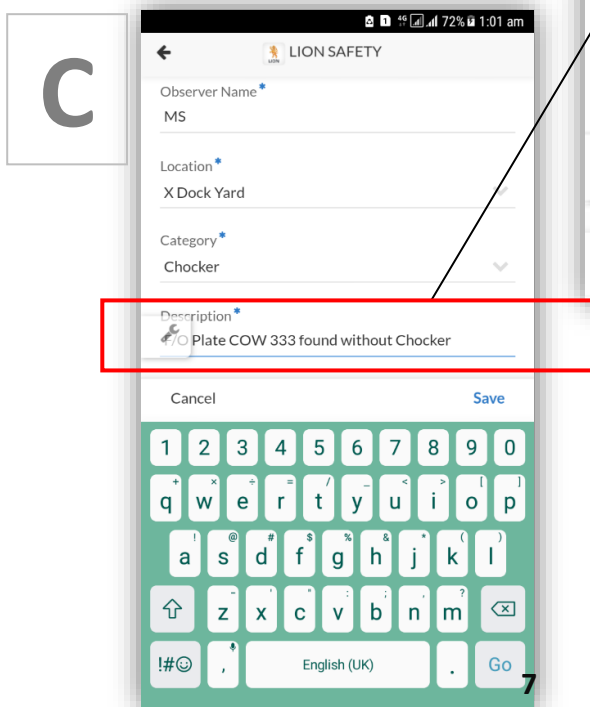 C
4G 72% 1:01 am
LION SAFETY
Observer Name*
MS
Location*
X Dock Yard
Category*
Chocker
Description*
/O Plate COW 333 found without Chocker
Cancel Save
1 2 3 4 5 6 7 8 9 0
+ × ÷ = / _ < > [ ]
q w e r t y u i o p
! @ # $ % & * ( )
a s d f g h j k l
- ' " : ; , ?
z x c v b n m
!#☺ , English (UK) . Go
7